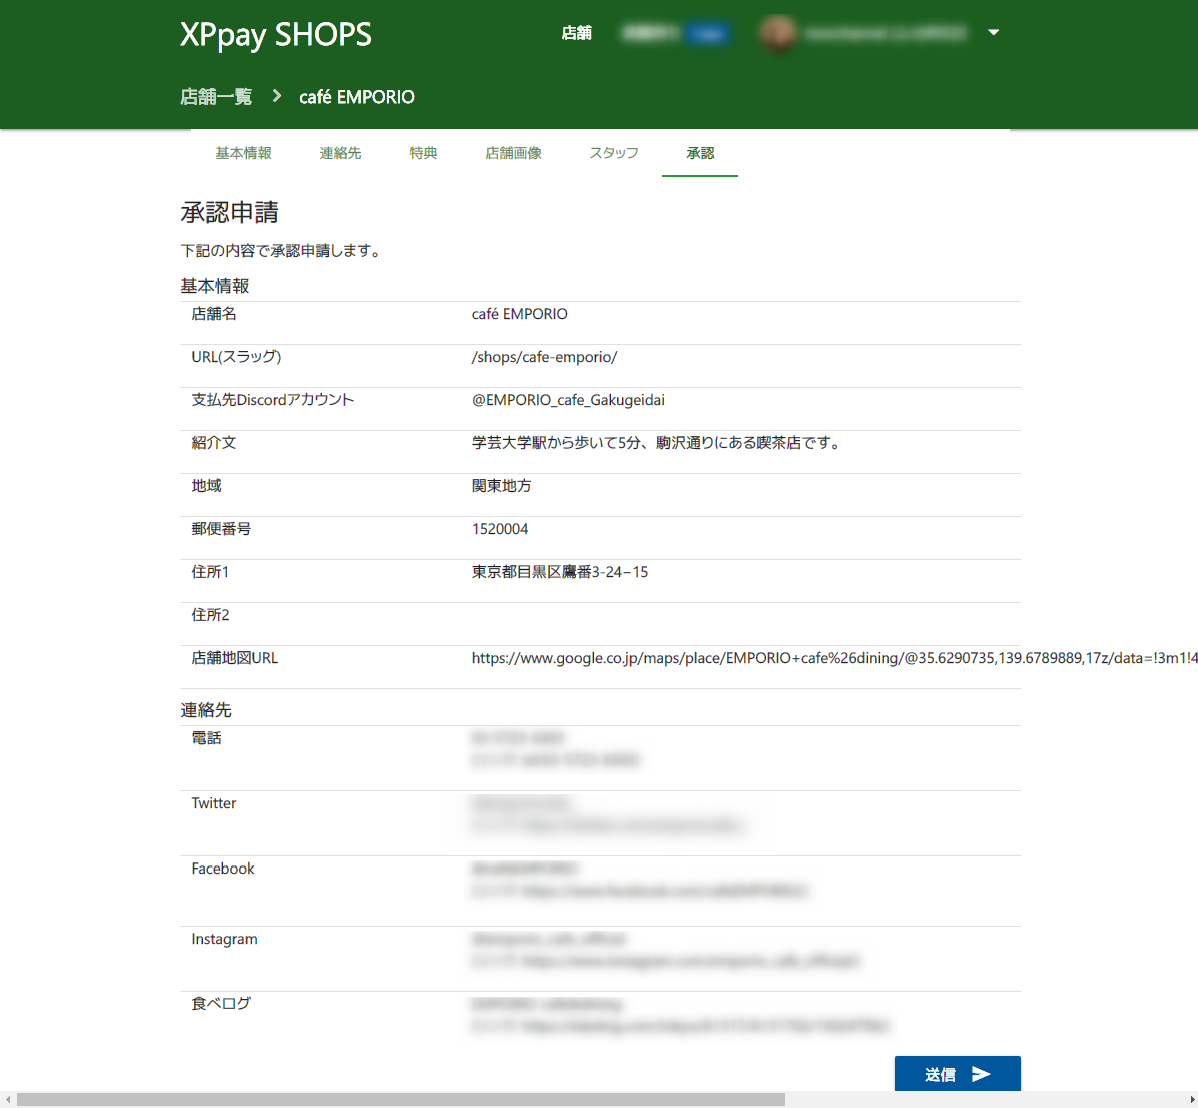 XPpay SHOPS
店舗
店舗一覧 > café EMPORIO
基本情報 連絡先 特典 店舗画像 スタッフ 承認
承認申請
下記の内容で承認申請します。
基本情報
店舗名 café EMPORIO
URL(スラッグ) /shops/cafe-emporio/
支払先Discordアカウント @EMPORIO_cafe_Gakugeidai
紹介文 学芸大学駅から歩いて5分、駒沢通りにある喫茶店です。
地域 関東地方
郵便番号 1520004
住所1 東京都目黒区鷹番3-24−15
住所2
店舗地図URL https://www.google.co.jp/maps/place/EMPORIO+cafe%26dining/@35.6290735,139.6789889,17z/data=!3m1!4
連絡先
電話
Twitter
Facebook
Instagram
食べログ
送信